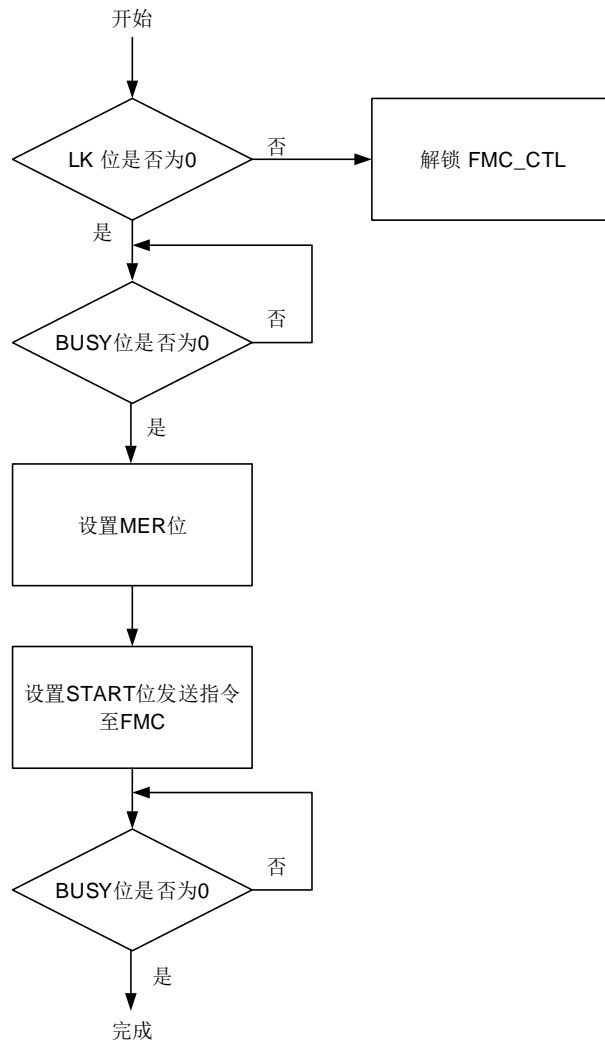 开始
LK 位是否为0
否
解锁 FMC_CTL
是
BUSY位是否为0
否
是
设置MER位
设置START位发送指令
至FMC
BUSY位是否为0
否
是
完成